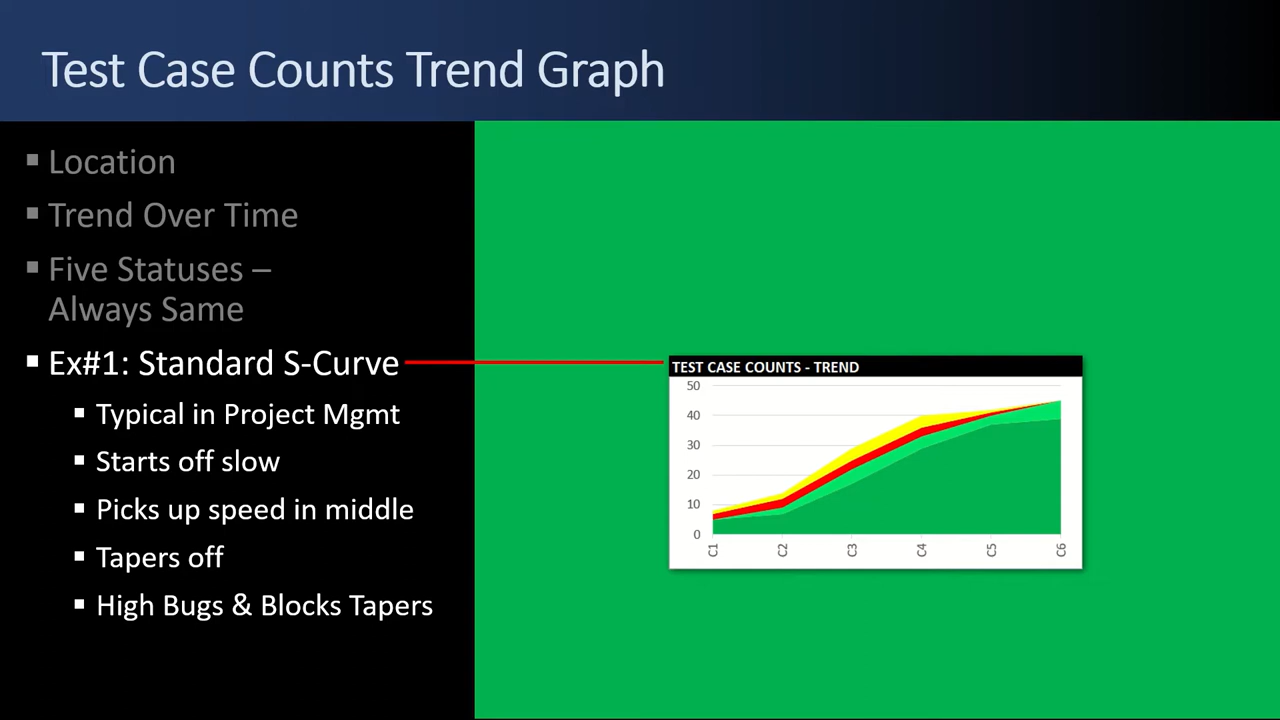 Test Case Counts Trend Graph
▪ Location
▪ Trend Over Time
▪ Five Statuses –
Always Same
▪ Ex#1: Standard S-Curve
▪ Typical in Project Mgmt
▪ Starts off slow
▪ Picks up speed in middle
▪ Tapers off
▪ High Bugs & Blocks Tapers
TEST CASE COUNTS - TREND
50
40
30
20
10
0
C1 C2 C3 C4 C5 C6